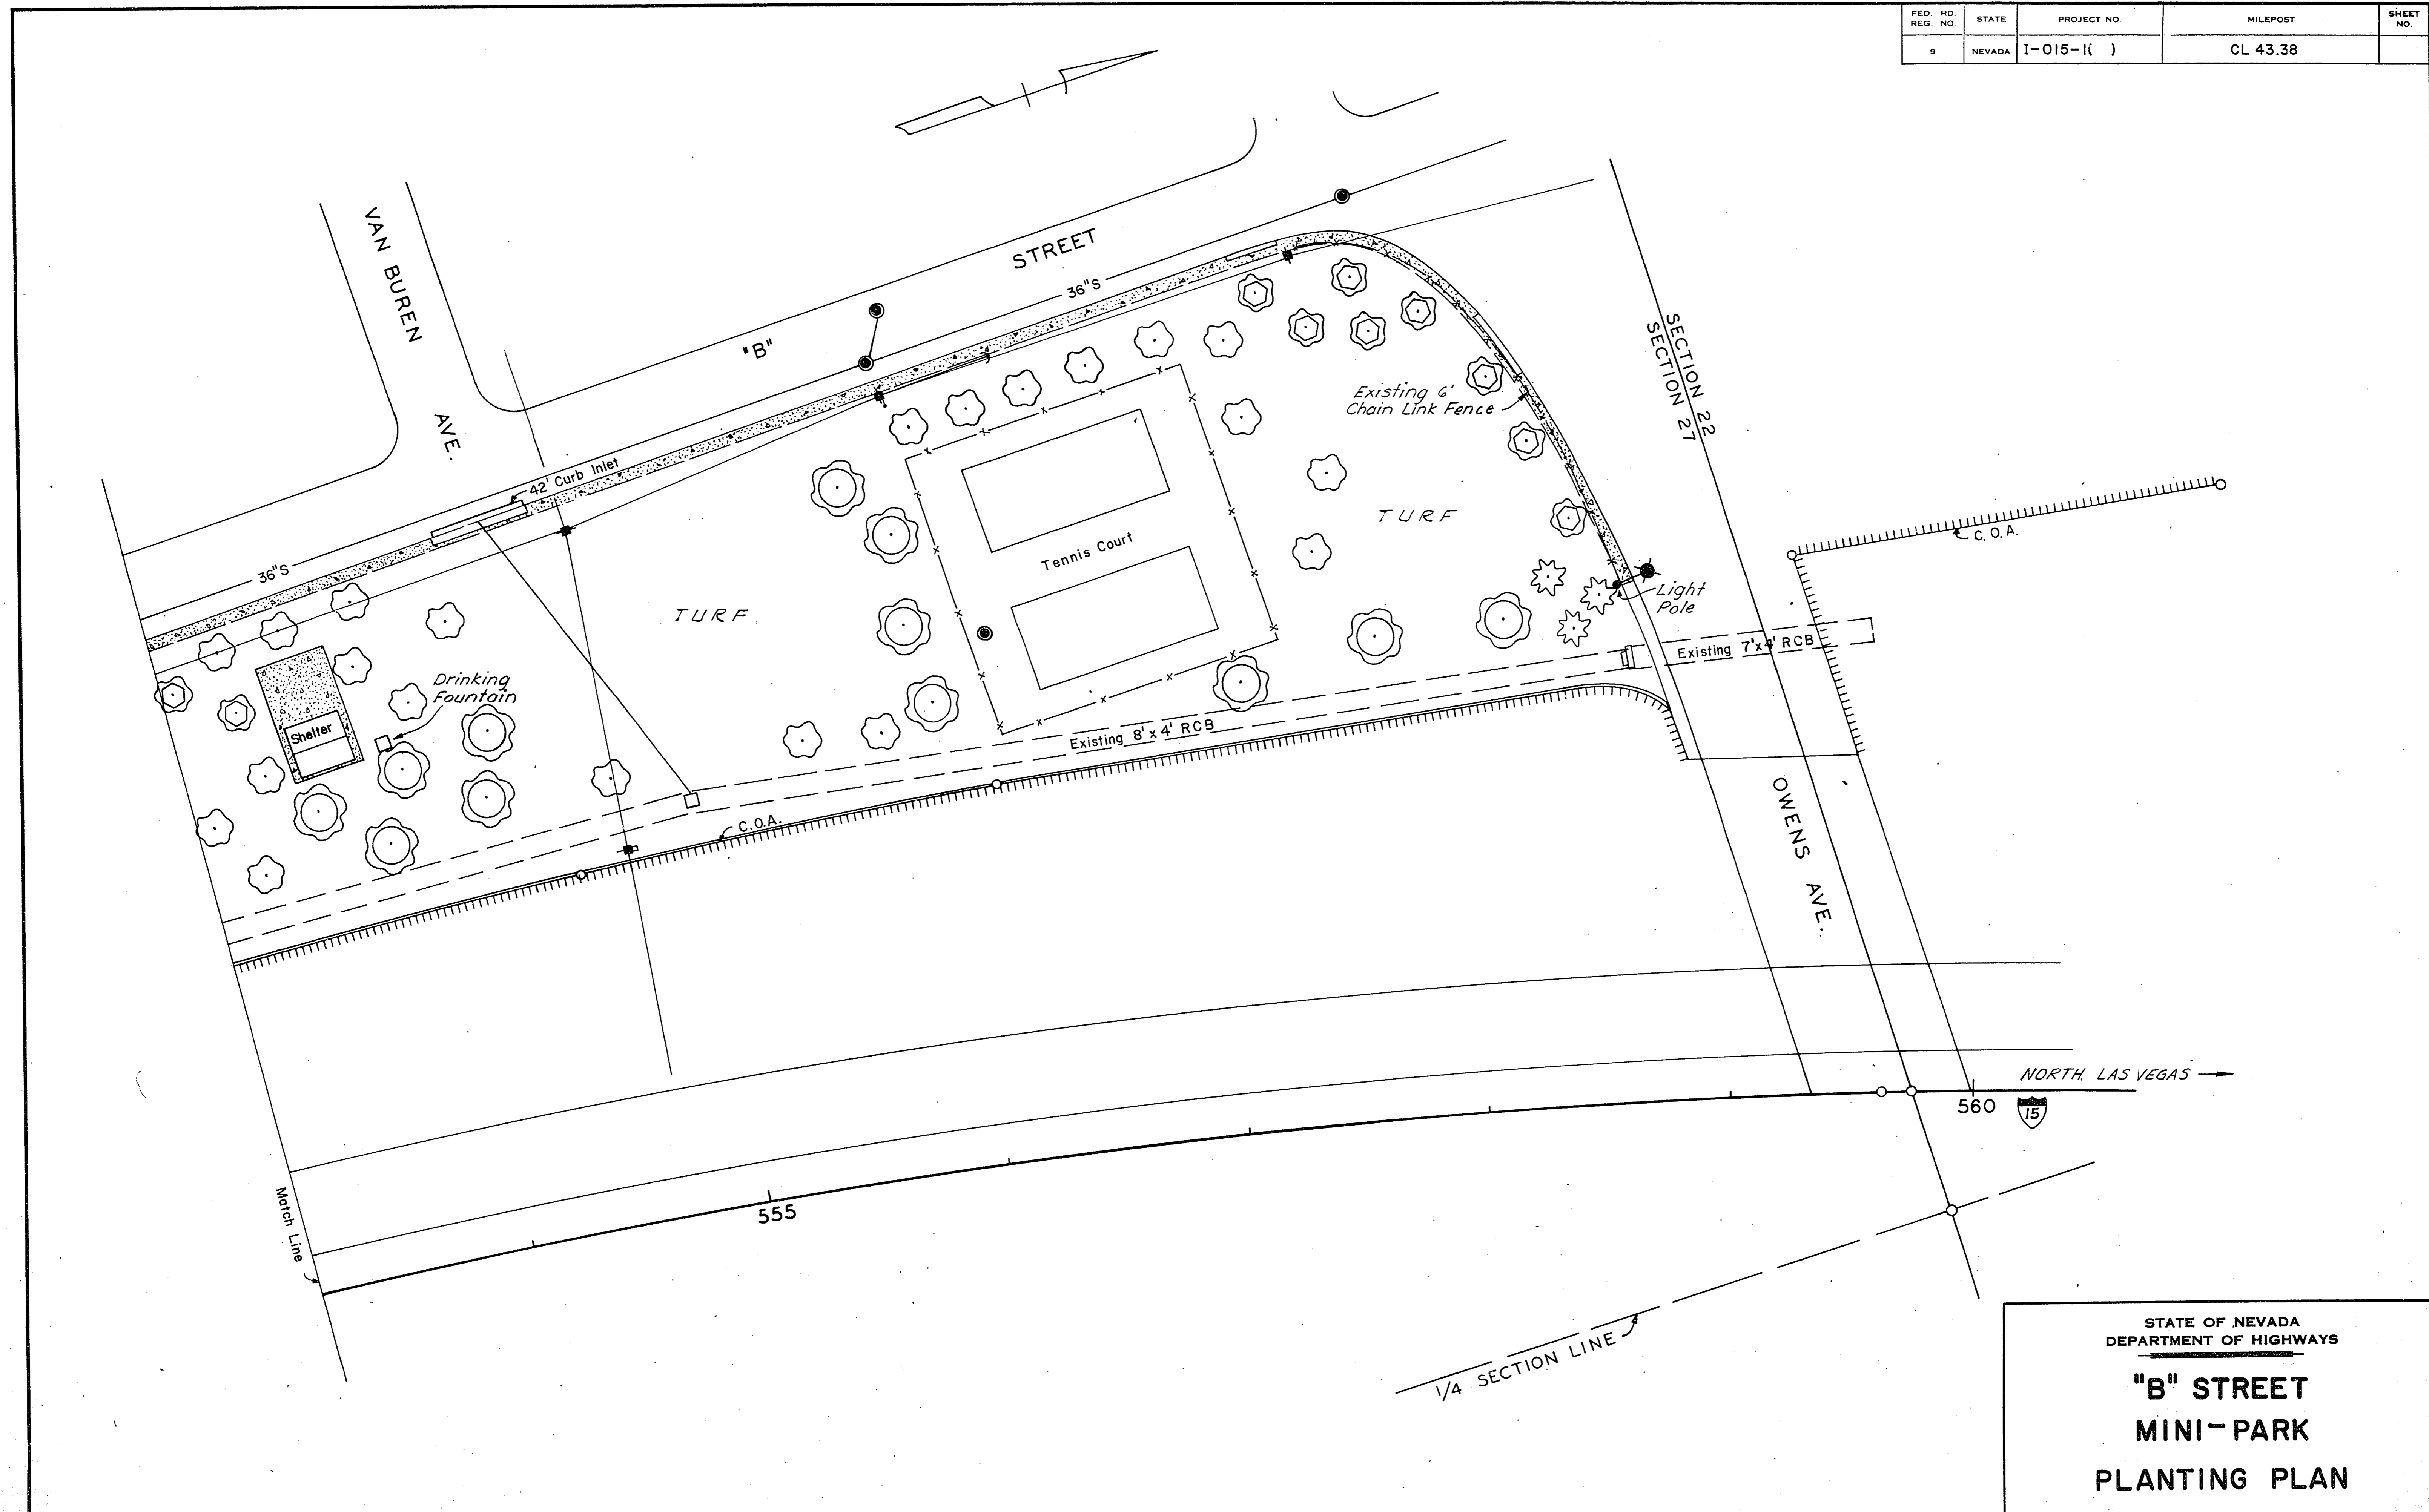 FED. RD. REG. NO.
STATE
PROJECT NO.
MILEPOST
SHEET NO.
9
NEVADA
I-015-1( )
CL 43.38
VAN BUREN AVE.
"B" STREET
36"S
SECTION 22
SECTION 27
Existing 6'
Chain Link Fence
42' Curb Inlet
36"S
Tennis Court
TURF
C.O.A.
Light
Pole
TURF
Existing 7'x4' RCB
Drinking
Fountain
Shelter
Existing 8'x4' RCB
C.O.A.
OWENS AVE.
NORTH LAS VEGAS
560
15
555
Match Line
1/4 SECTION LINE
STATE OF NEVADA
DEPARTMENT OF HIGHWAYS
"B" STREET
MINI-PARK
PLANTING PLAN